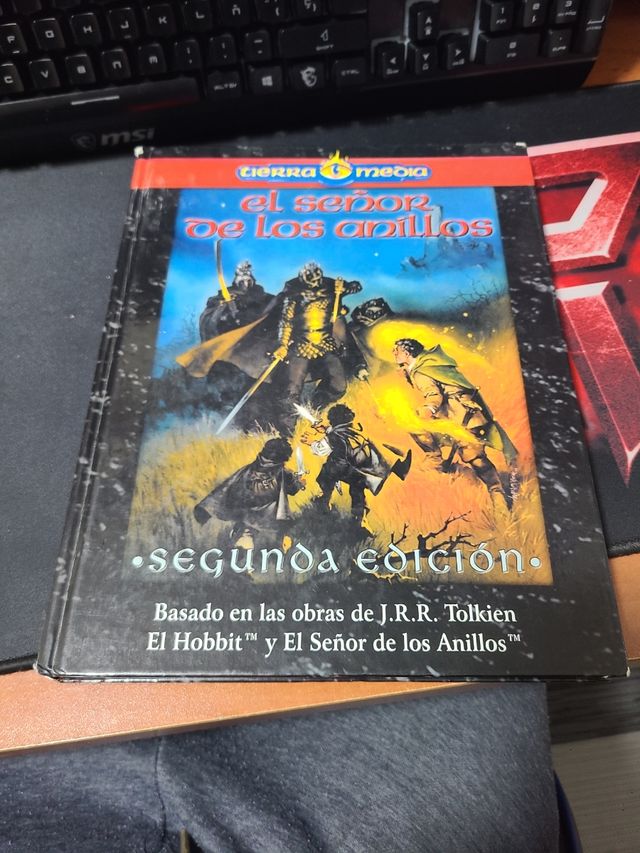 msi
tierra media
el señor
de los anillos
•SEGUNDA EDICIÓN•
Basado en las obras de J.R.R. Tolkien
El Hobbit™ y El Señor de los Anillos™